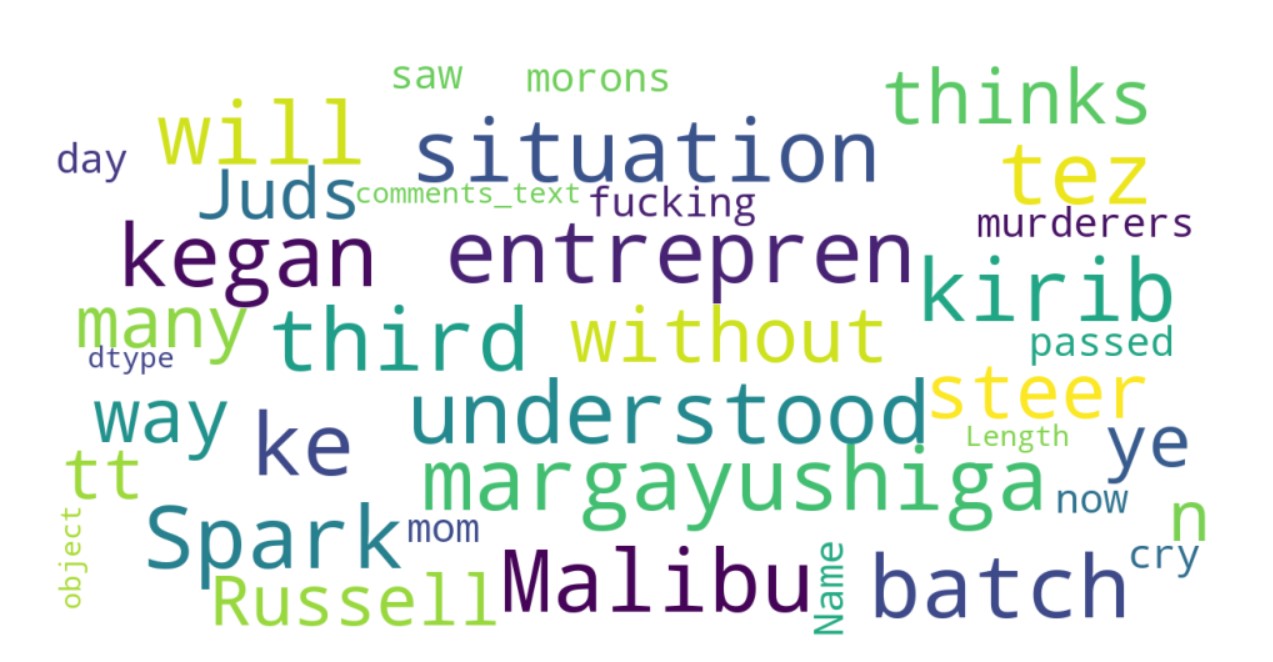 saw morons
thinks
will
situation
day
tez
Juds
comments_text
fucking
murderers
kegan
entrepren
kirib
many
third
without
passed
dtype
steer
way
ke
understood
Length
ye
tt
margayushiga
now
n
object
Spark
mom
cry
Russell
Malibu
Name
batch